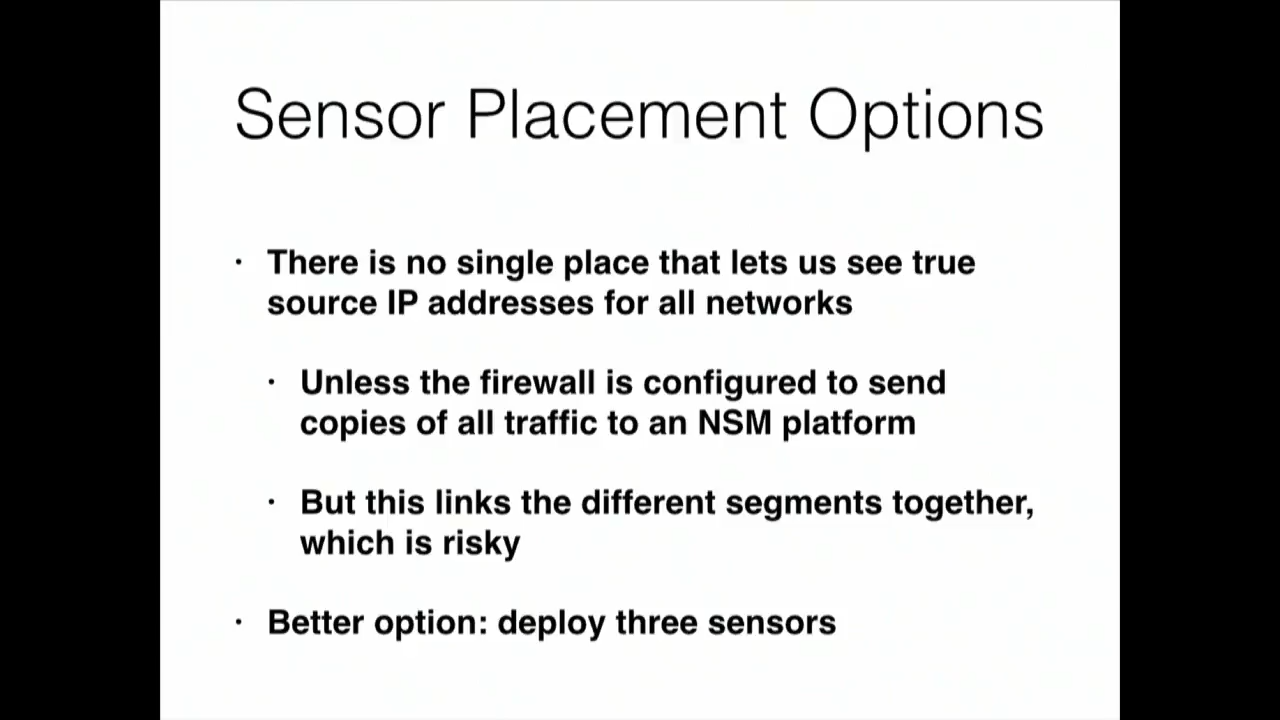 Sensor Placement Options
• There is no single place that lets us see true
source IP addresses for all networks
• Unless the firewall is configured to send
copies of all traffic to an NSM platform
• But this links the different segments together,
which is risky
• Better option: deploy three sensors